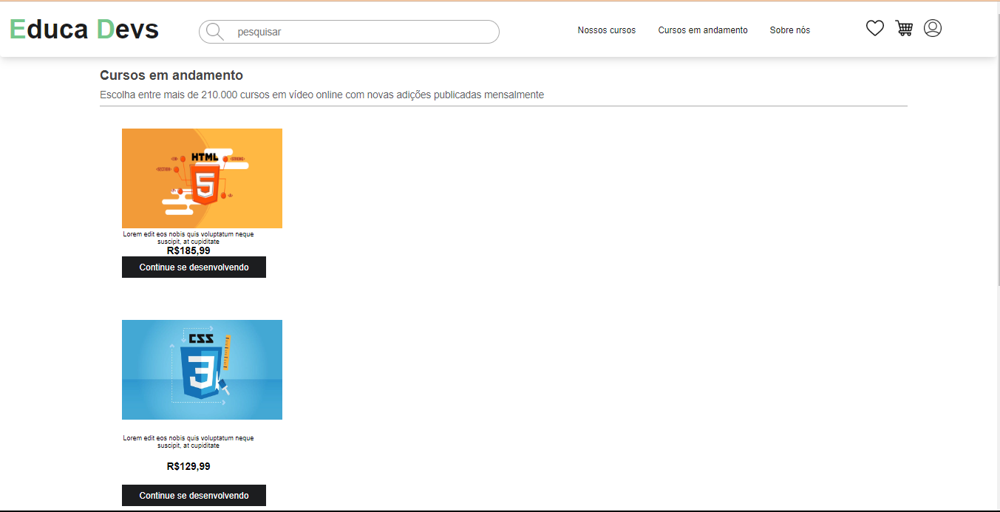 Educa Devs
pesquisar
Nossos cursos
Cursos em andamento
Sobre nós
Cursos em andamento
Escolha entre mais de 210.000 cursos em vídeo online com novas adições publicadas mensalmente
HTML
<SECTION>
5
Lorem edit eos nobis quis voluptatum neque
suscipit, at cupiditate
R$185,99
Continue se desenvolvendo
CSS
3
Lorem edit eos nobis quis voluptatum neque
suscipit, at cupiditate
R$129,99
Continue se desenvolvendo